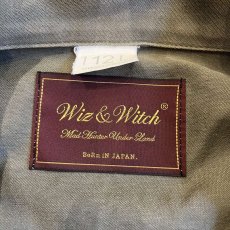 Wiz & Witch®
Mad Hunter Under Land
BoRn iN JAPAN.